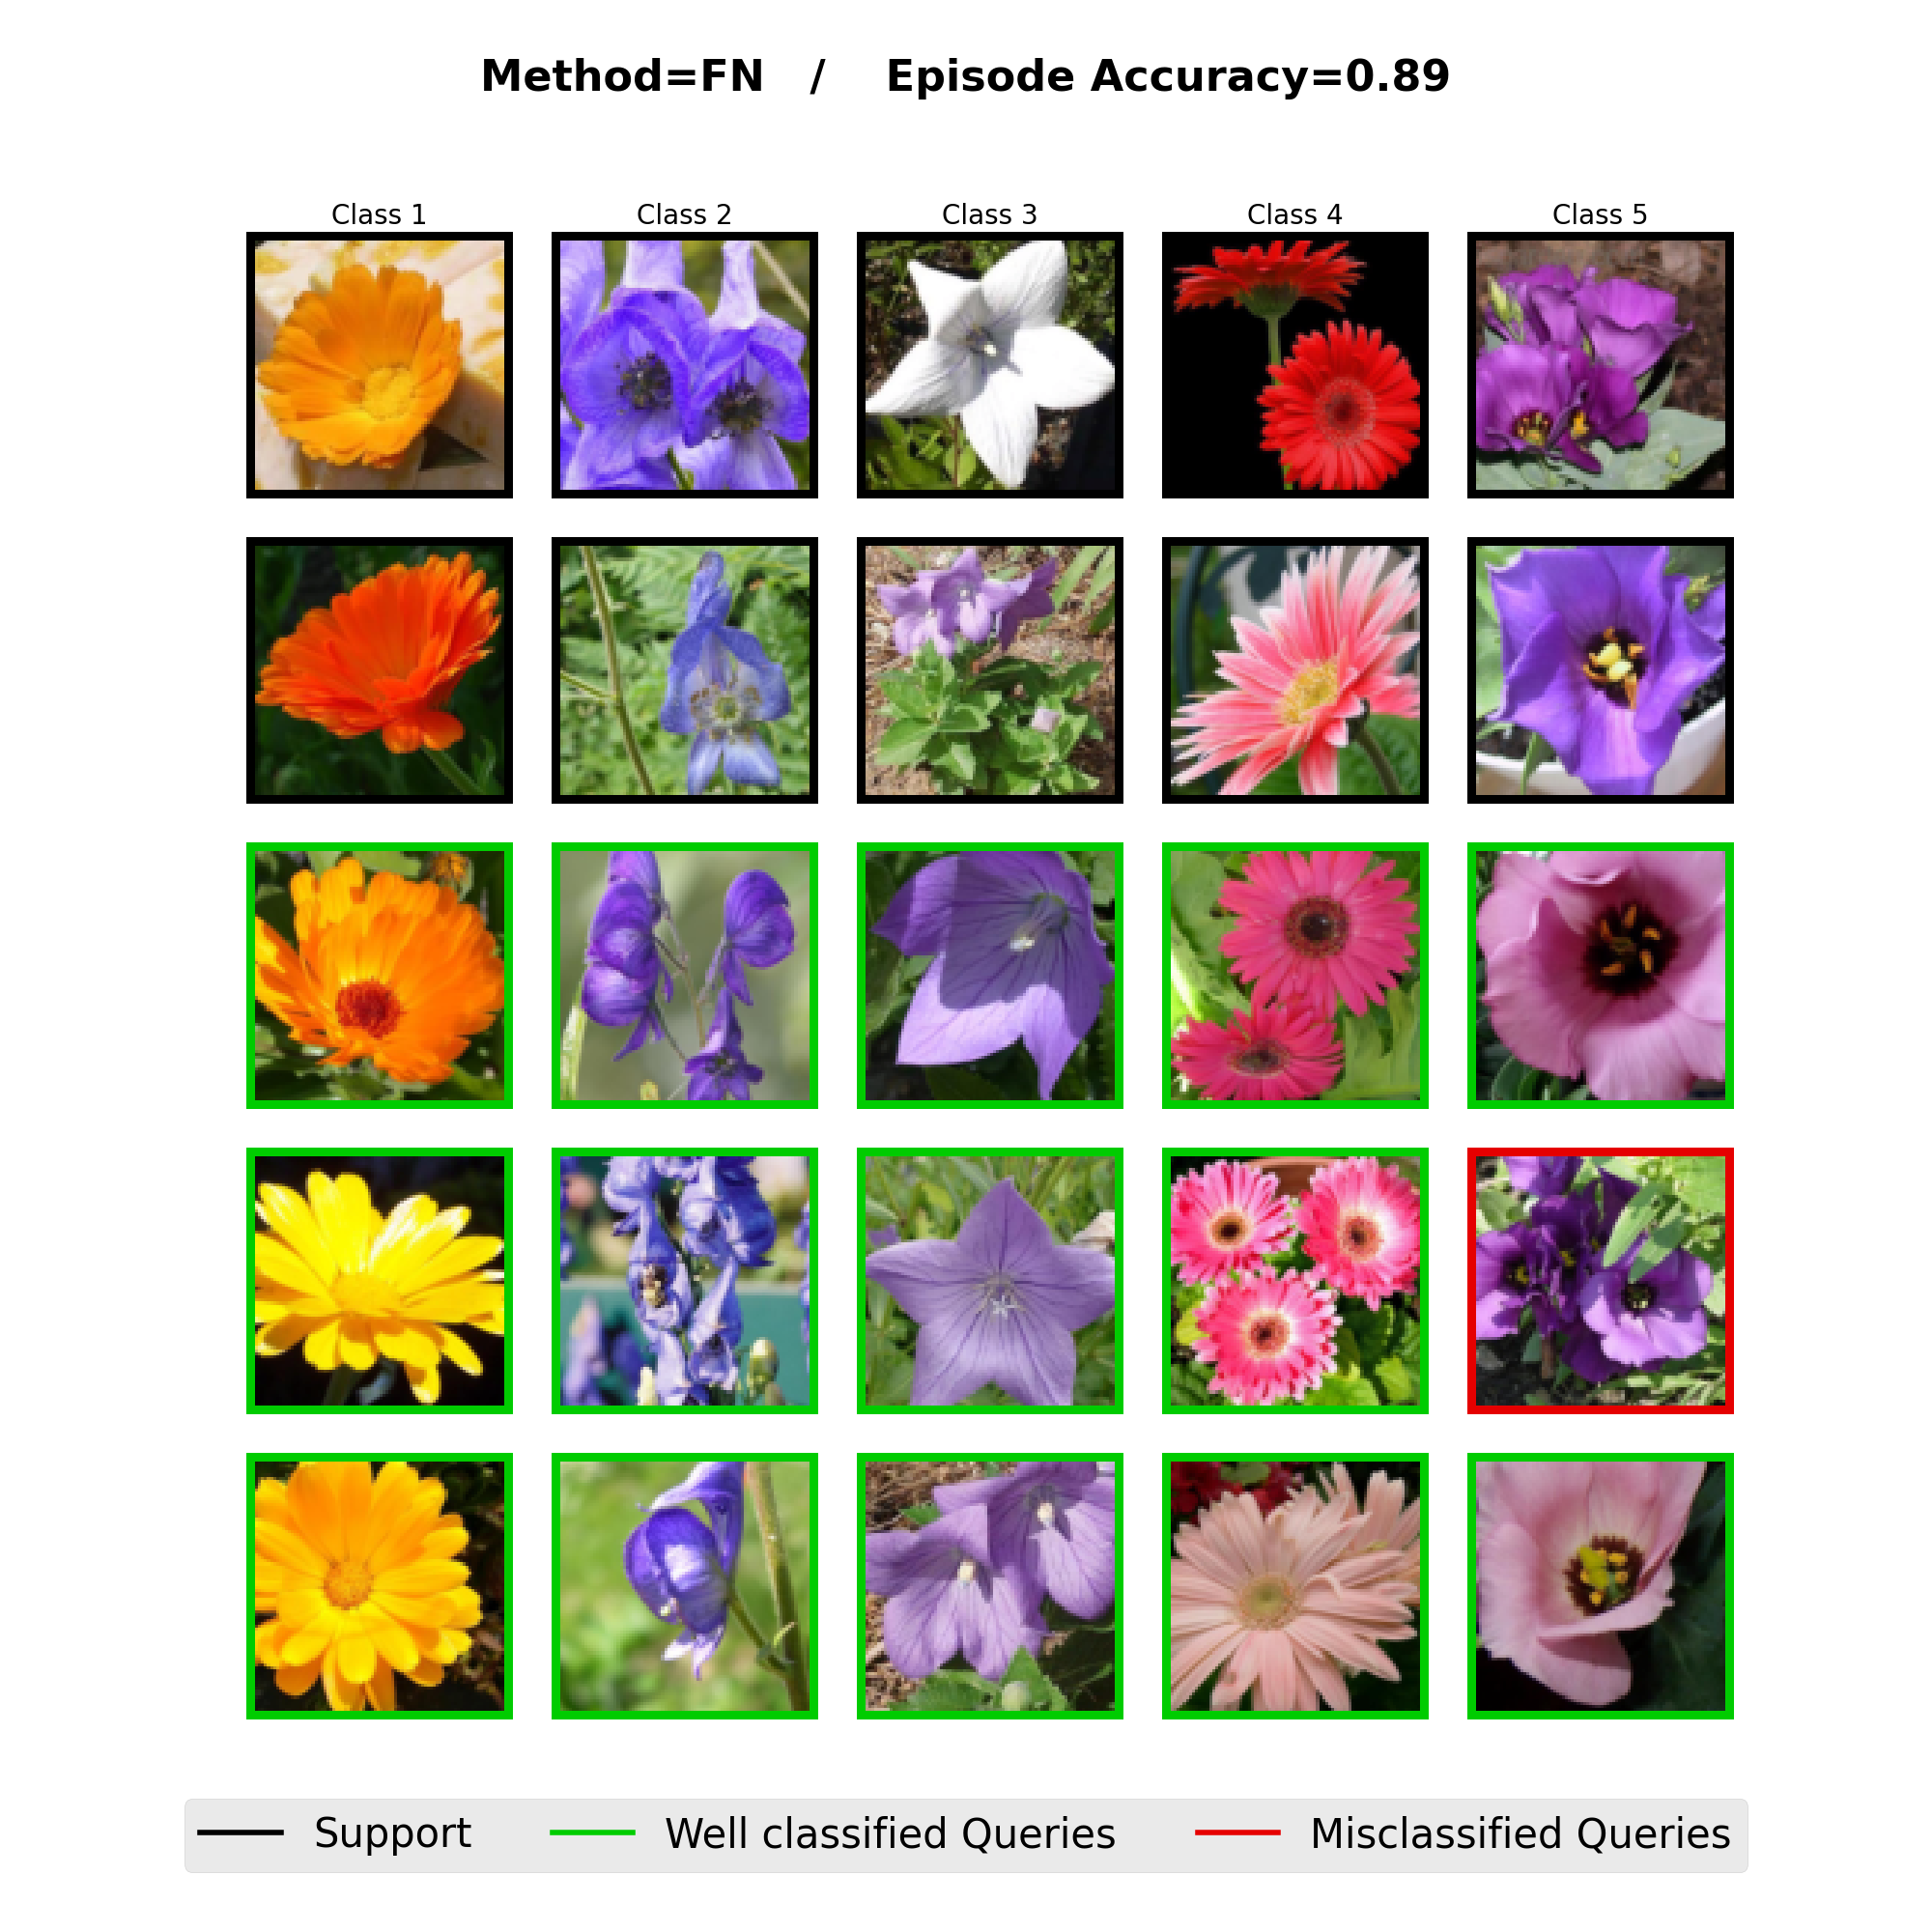 Method=FN / Episode Accuracy=0.89
Class 1 Class 2 Class 3 Class 4 Class 5
Support Well classified Queries Misclassified Queries